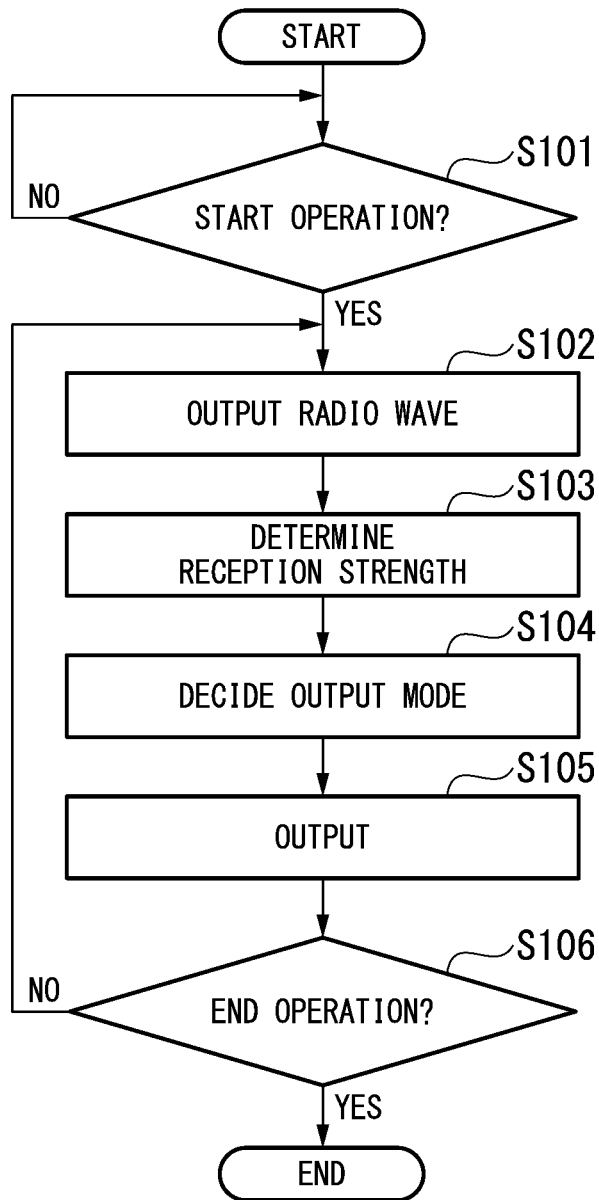 START
S101
NO
START OPERATION?
YES
S102
OUTPUT RADIO WAVE
S103
DETERMINE
RECEPTION STRENGTH
S104
DECIDE OUTPUT MODE
S105
OUTPUT
S106
NO
END OPERATION?
YES
END